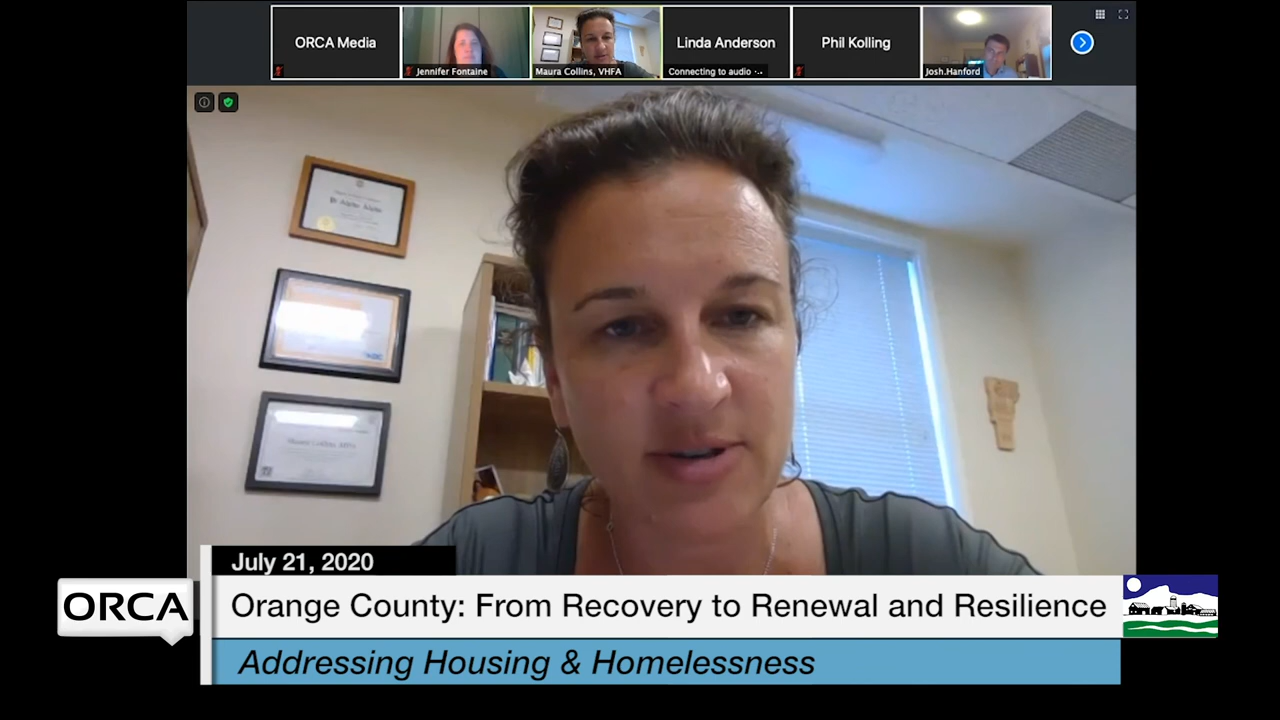 ORCA Media
Jennifer Fontaine
Maura Collins, VHFA
Linda Anderson
Connecting to audio ...
Phil Kolling
Josh.Hanford
July 21, 2020
ORCA
Orange County: From Recovery to Renewal and Resilience
Addressing Housing & Homelessness